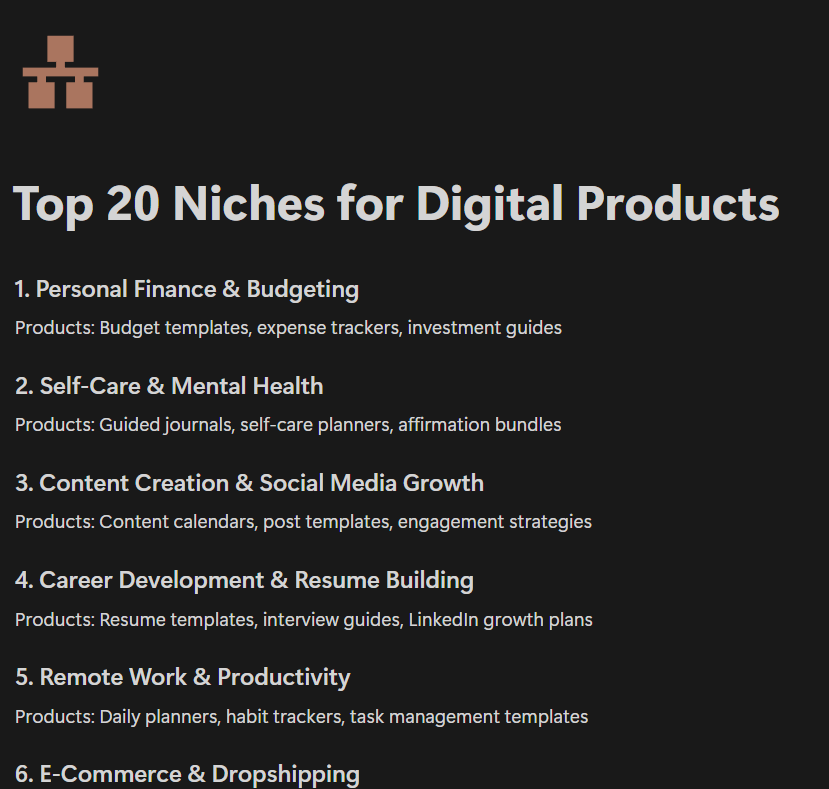 Top 20 Niches for Digital Products
1. Personal Finance & Budgeting
Products: Budget templates, expense trackers, investment guides
2. Self-Care & Mental Health
Products: Guided journals, self-care planners, affirmation bundles
3. Content Creation & Social Media Growth
Products: Content calendars, post templates, engagement strategies
4. Career Development & Resume Building
Products: Resume templates, interview guides, LinkedIn growth plans
5. Remote Work & Productivity
Products: Daily planners, habit trackers, task management templates
6. E-Commerce & Dropshipping